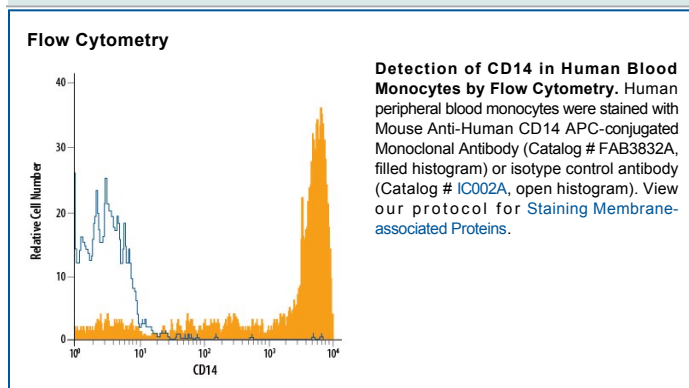 Flow Cytometry
40
30
20
10
0
Relative Cell Number
10⁰
10¹
10²
10³
10⁴
CD14
Detection of CD14 in Human Blood
Monocytes by Flow Cytometry. Human
peripheral blood monocytes were stained with
Mouse Anti-Human CD14 APC-conjugated
Monoclonal Antibody (Catalog # FAB3832A,
filled histogram) or isotype control antibody
(Catalog # IC002A, open histogram). View
our protocol for Staining Membrane-
associated Proteins.